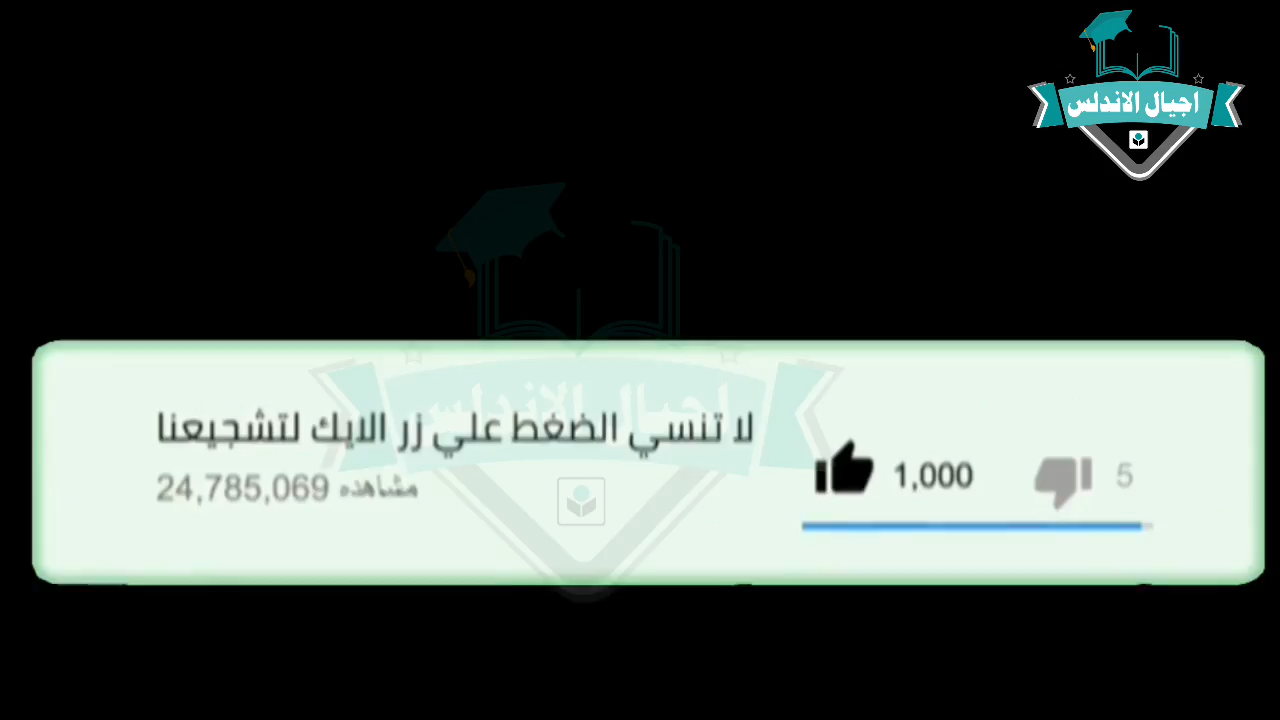 اجيال الاندلس
لا تنسي الضغط علي زر الايك لتشجيعنا
24,785,069 مشاهده
1,000
5